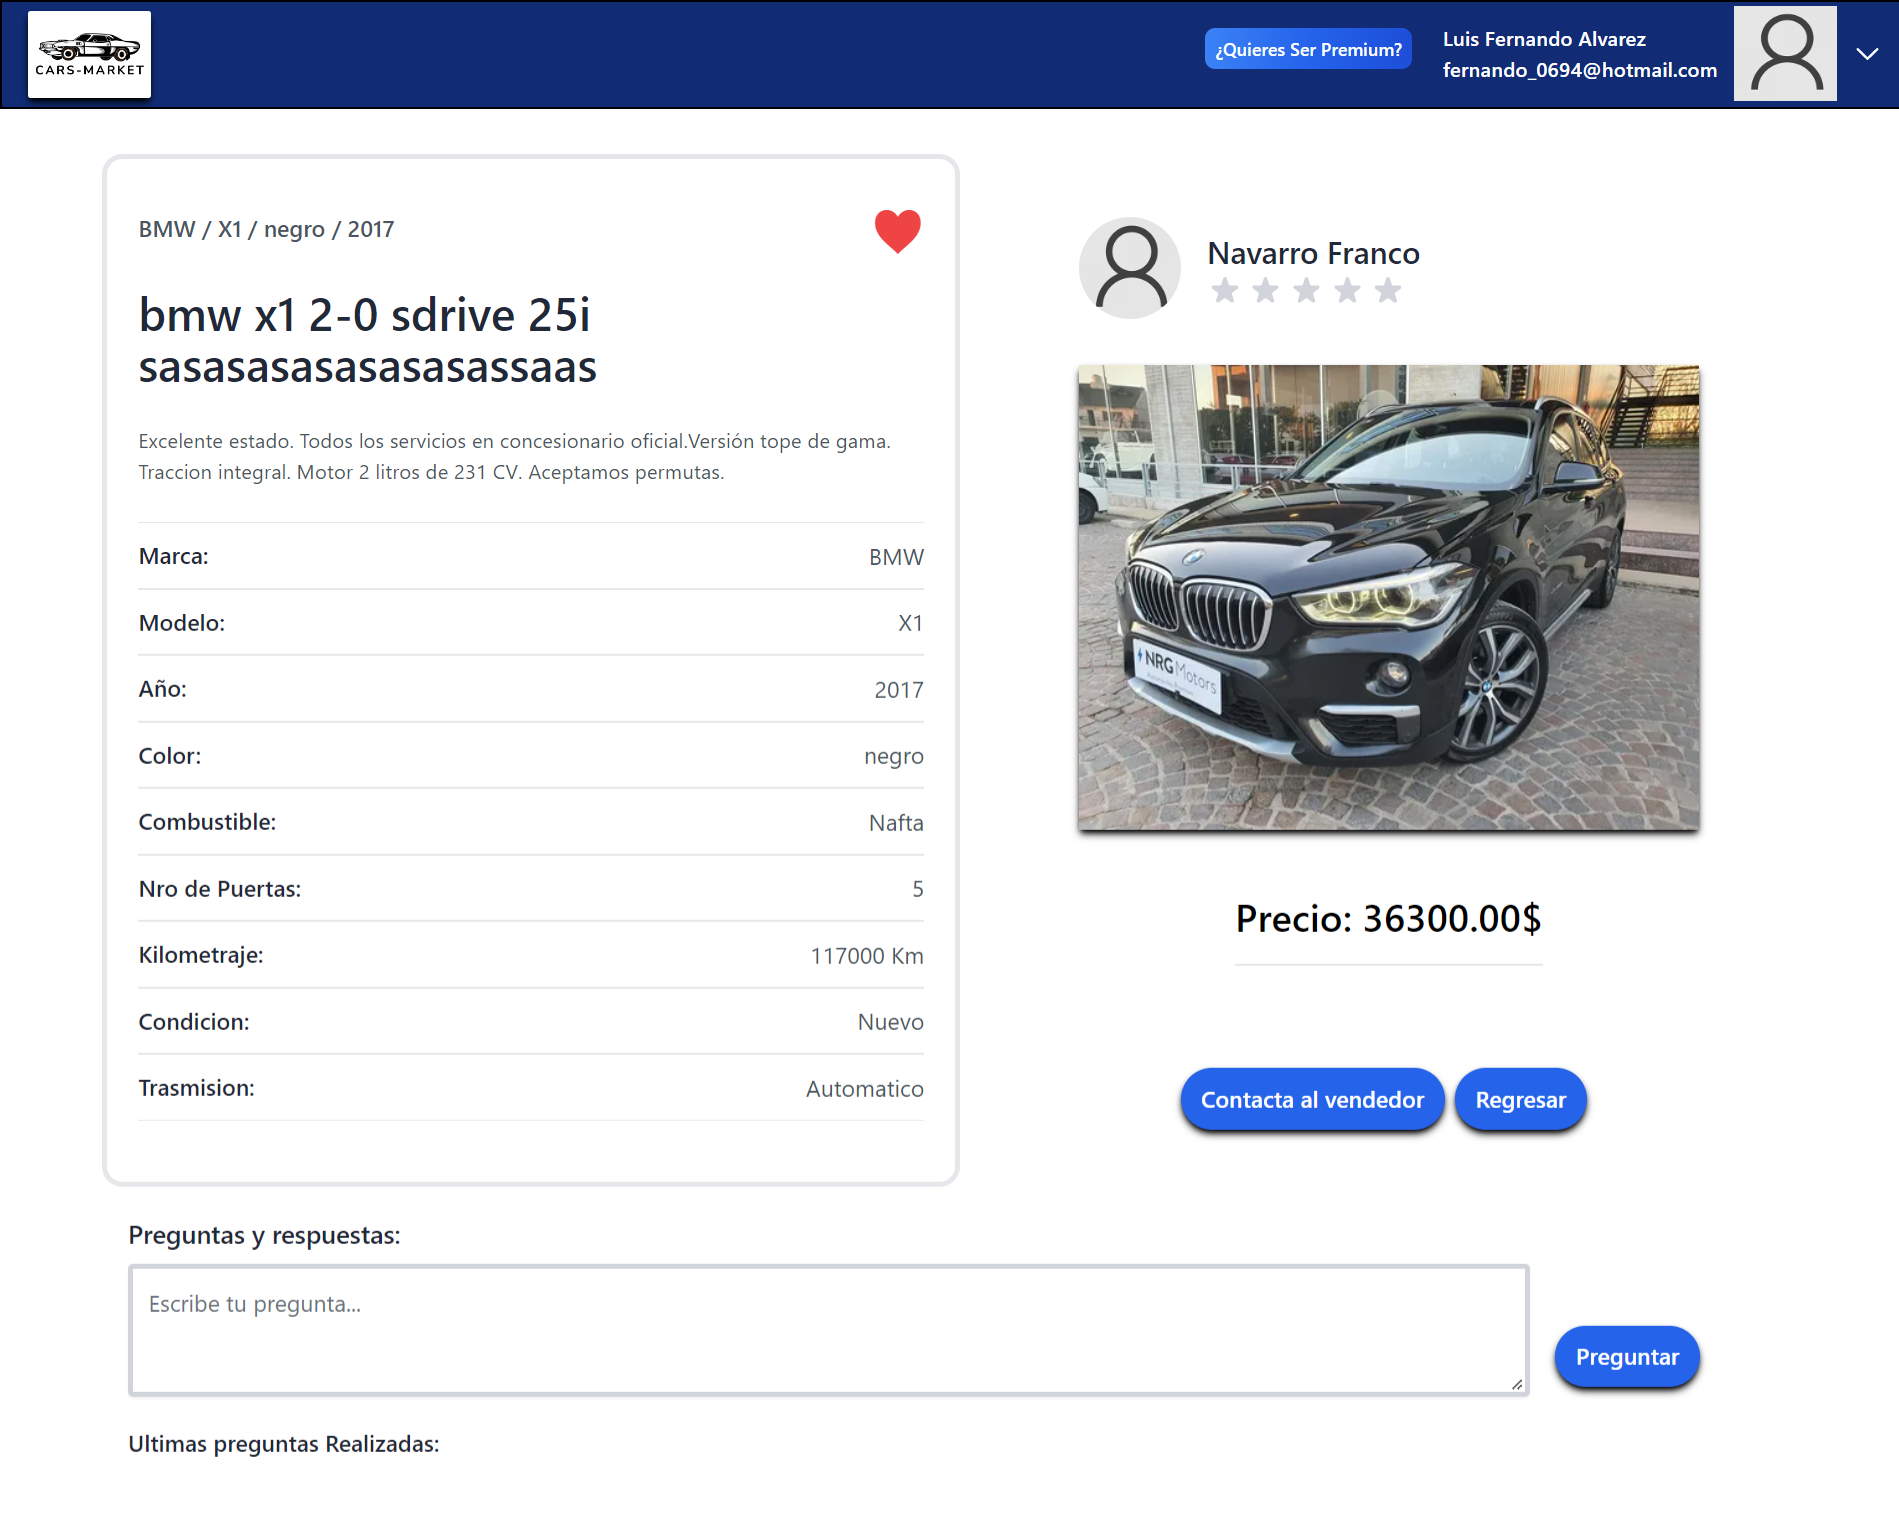 CARS-MARKET
¿Quieres Ser Premium?
Luis Fernando Alvarez
fernando_0694@hotmail.com
BMW / X1 / negro / 2017
bmw x1 2-0 sdrive 25i
sasasasasasasasasassaas
Excelente estado. Todos los servicios en concesionario oficial.Versión tope de gama.
Traccion integral. Motor 2 litros de 231 CV. Aceptamos permutas.
Marca: BMW
Modelo: X1
Año: 2017
Color: negro
Combustible: Nafta
Nro de Puertas: 5
Kilometraje: 117000 Km
Condicion: Nuevo
Trasmision: Automatico
Navarro Franco
NRG Motors
Precio: 36300.00$
Contacta al vendedor
Regresar
Preguntas y respuestas:
Escribe tu pregunta...
Preguntar
Ultimas preguntas Realizadas: